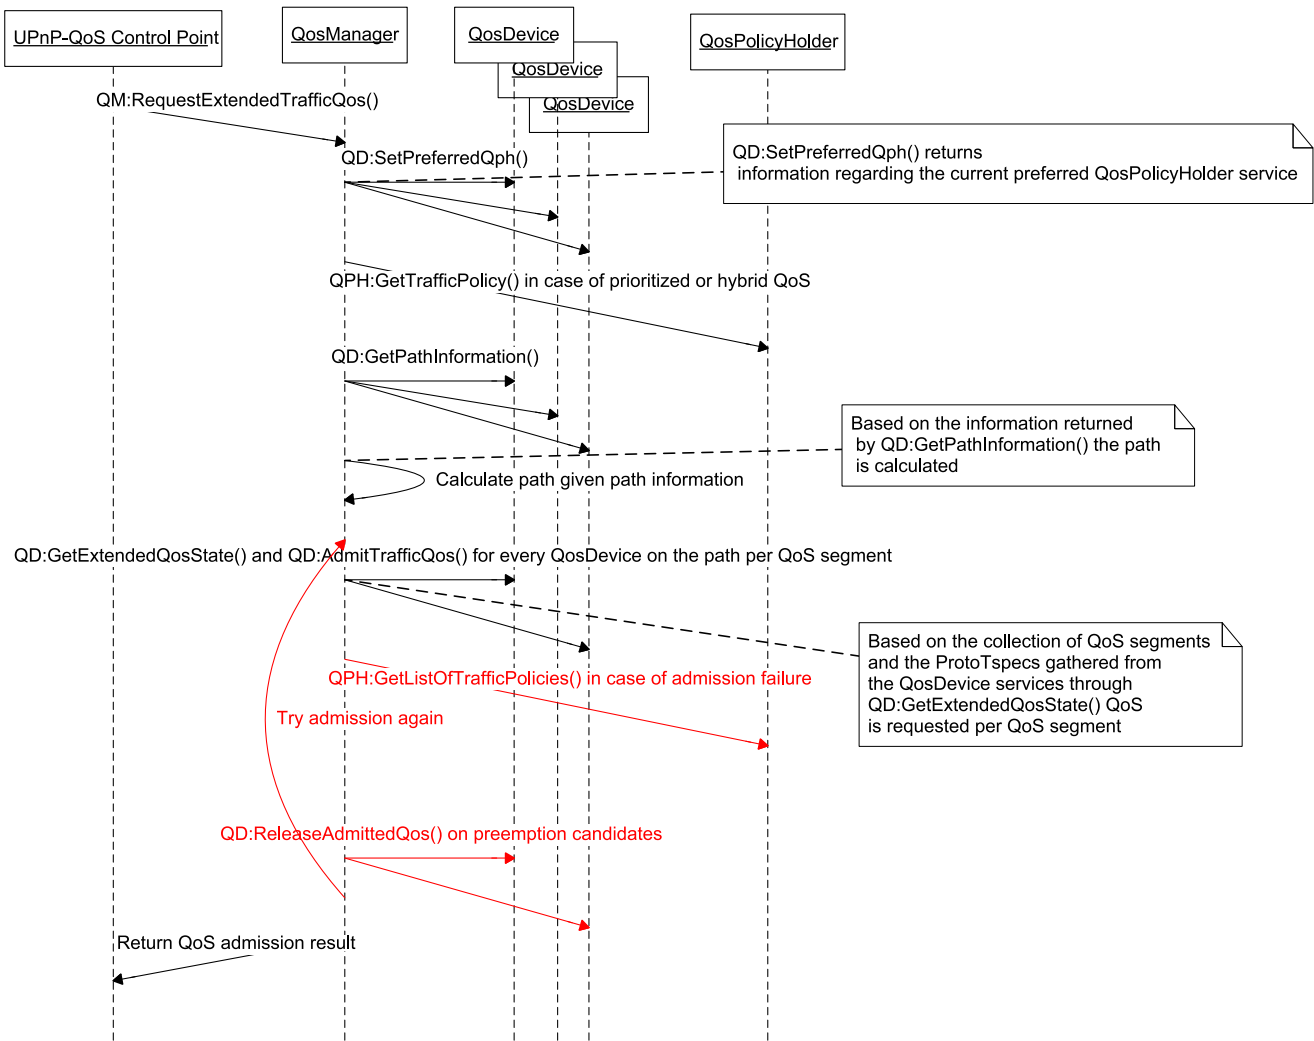 UPnP-QoS Control Point
QosManager
QosDevice
QosPolicyHolder
QosDevice
QosDevice
QM:RequestExtendedTrafficQos()
QD:SetPreferredQph()
QD:SetPreferredQph() returns
information regarding the current preferred QosPolicyHolder service
QPH:GetTrafficPolicy() in case of prioritized or hybrid QoS
QD:GetPathInformation()
Based on the information returned
by QD:GetPathInformation() the path
is calculated
Calculate path given path information
QD:GetExtendedQosState() and QD:AdmitTrafficQos() for every QosDevice on the path per QoS segment
Based on the collection of QoS segments
and the ProtoTspecs gathered from
the QosDevice services through
QD:GetExtendedQosState() QoS
is requested per QoS segment
QPH:GetListOfTrafficPolicies() in case of admission failure
Try admission again
QD:ReleaseAdmittedQos() on preemption candidates
Return QoS admission result